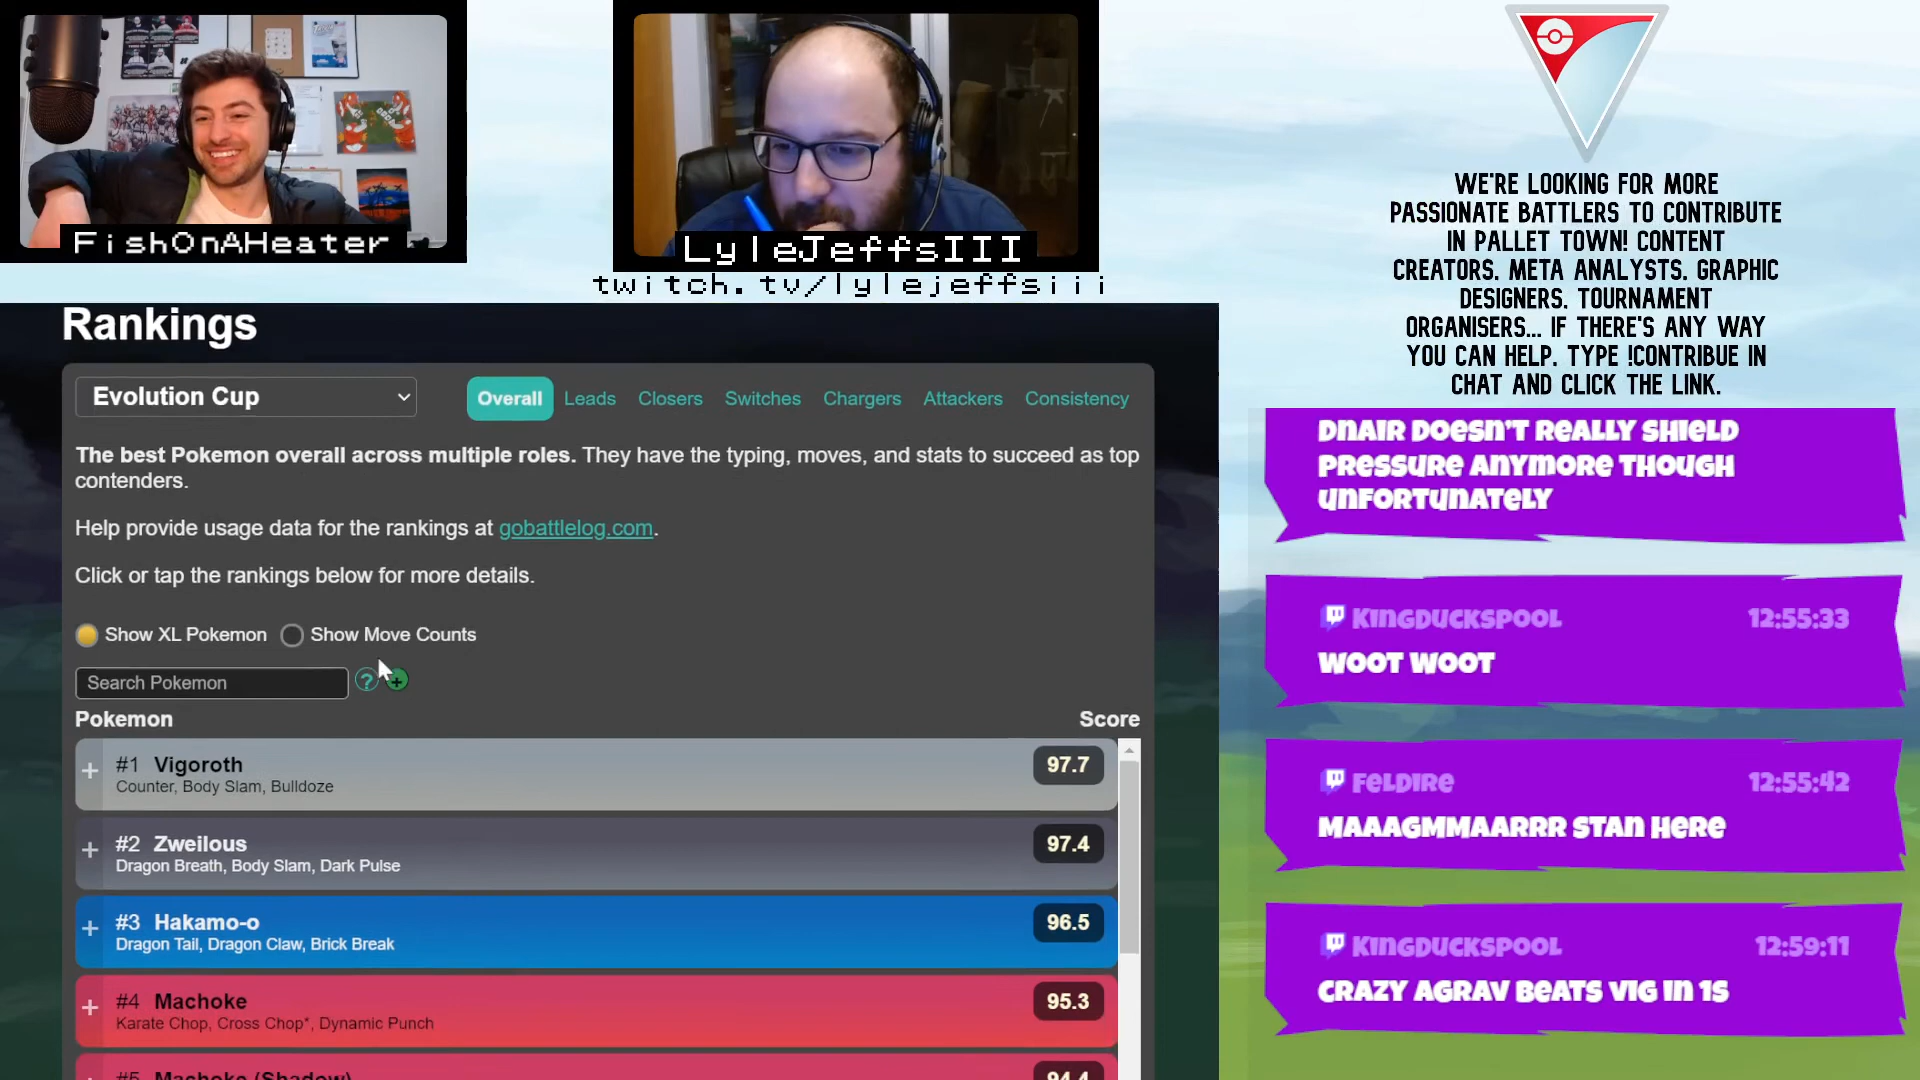 FishOnAHeater
LyleJeffsIII
twitch.tv/lylejeffsiii
WE'RE LOOKING FOR MORE
PASSIONATE BATTLERS TO CONTRIBUTE
IN PALLET TOWN! CONTENT
CREATORS. META ANALYSTS. GRAPHIC
DESIGNERS. TOURNAMENT
ORGANISERS... IF THERE'S ANY WAY
YOU CAN HELP. TYPE !CONTRIBUE IN
CHAT AND CLICK THE LINK.
Rankings
Evolution Cup
Overall
Leads
Closers
Switches
Chargers
Attackers
Consistency
The best Pokemon overall across multiple roles. They have the typing, moves, and stats to succeed as top
contenders.
Help provide usage data for the rankings at gobattlelog.com.
Click or tap the rankings below for more details.
Show XL Pokemon
Show Move Counts
Search Pokemon
?
+
Pokemon
Score
+ #1 Vigoroth 97.7
Counter, Body Slam, Bulldoze
+ #2 Zweilous 97.4
Dragon Breath, Body Slam, Dark Pulse
+ #3 Hakamo-o 96.5
Dragon Tail, Dragon Claw, Brick Break
+ #4 Machoke 95.3
Karate Chop, Cross Chop*, Dynamic Punch
#5 Machoke (Shadow) 94.4
DNAIR DOESN'T REALLY SHIELD
PRESSURE ANYMORE THOUGH
UNFORTUNATELY
KINGDUCKSPOOL 12:55:33
WOOT WOOT
FELDIRE 12:55:42
MAAAGMMAARRR STAN HERE
KINGDUCKSPOOL 12:59:11
CRAZY AGRAV BEATS VIG IN 1S